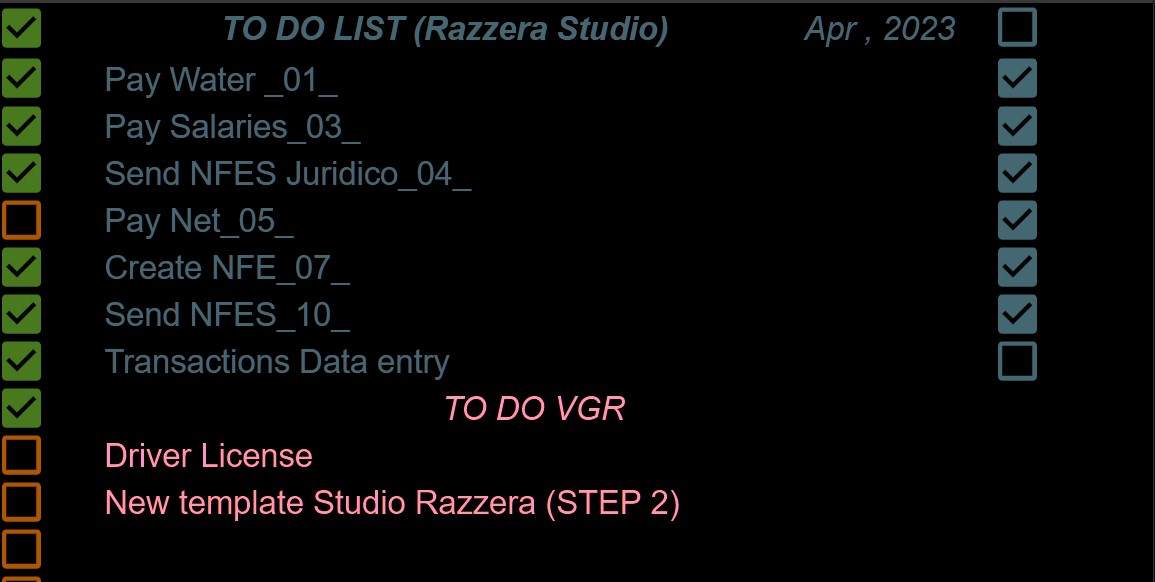 TO DO LIST (Razzera Studio) Apr , 2023
Pay Water _01_
Pay Salaries_03_
Send NFES Juridico_04_
Pay Net_05_
Create NFE_07_
Send NFES_10_
Transactions Data entry
TO DO VGR
Driver License
New template Studio Razzera (STEP 2)